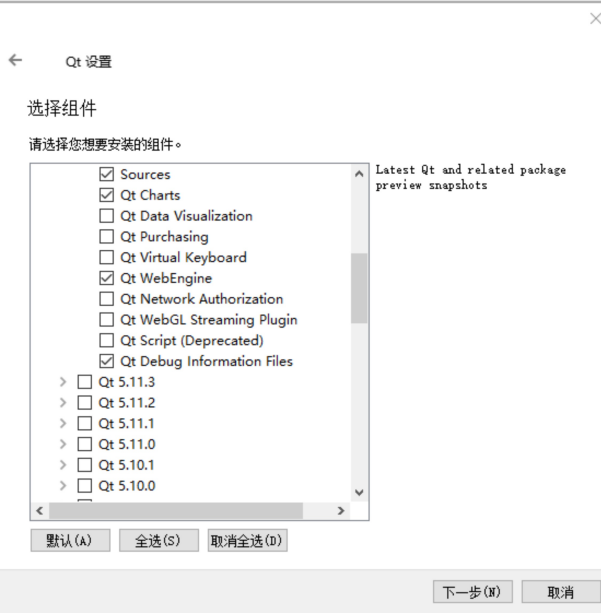 Qt 设置
选择组件
请选择您想要安装的组件。
Sources
Qt Charts
Qt Data Visualization
Qt Purchasing
Qt Virtual Keyboard
Qt WebEngine
Qt Network Authorization
Qt WebGL Streaming Plugin
Qt Script (Deprecated)
Qt Debug Information Files
Qt 5.11.3
Qt 5.11.2
Qt 5.11.1
Qt 5.11.0
Qt 5.10.1
Qt 5.10.0
Latest Qt and related package
preview snapshots
默认(A) 全选(S) 取消全选(D)
下一步(N) 取消